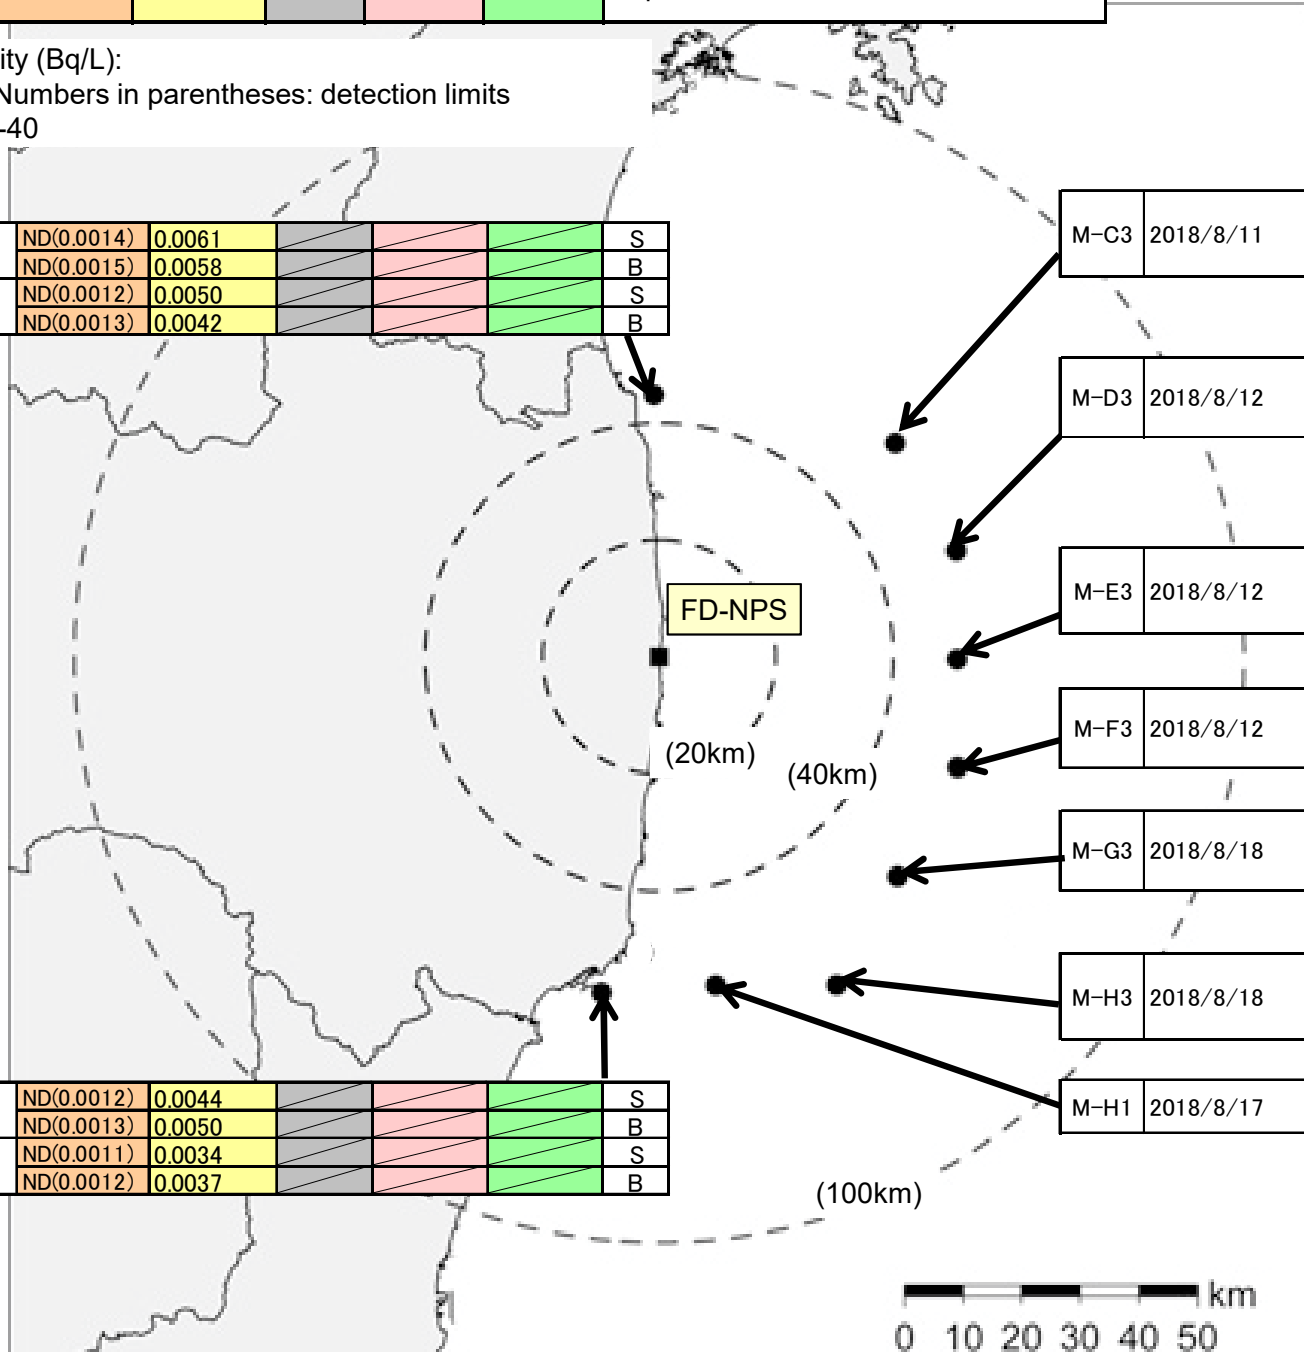 ity (Bq/L):
Numbers in parentheses: detection limits
-40
ND(0.0014) 0.0061 S
ND(0.0015) 0.0058 B
ND(0.0012) 0.0050 S
ND(0.0013) 0.0042 B
M-C3 2018/8/11
M-D3 2018/8/12
M-E3 2018/8/12
FD-NPS
M-F3 2018/8/12
(20km)
(40km)
M-G3 2018/8/18
M-H3 2018/8/18
M-H1 2018/8/17
ND(0.0012) 0.0044 S
ND(0.0013) 0.0050 B
ND(0.0011) 0.0034 S
ND(0.0012) 0.0037 B
(100km)
km
0 10 20 30 40 50